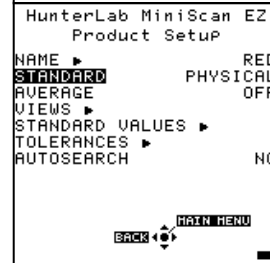 HunterLab MiniScan EZ
Product Setup
NAME ▶ RED
STANDARD PHYSICAL
AVERAGE OFF
VIEWS ▶
STANDARD VALUES ▶
TOLERANCES ▶
AUTOSEARCH NO
MAIN MENU
BACK